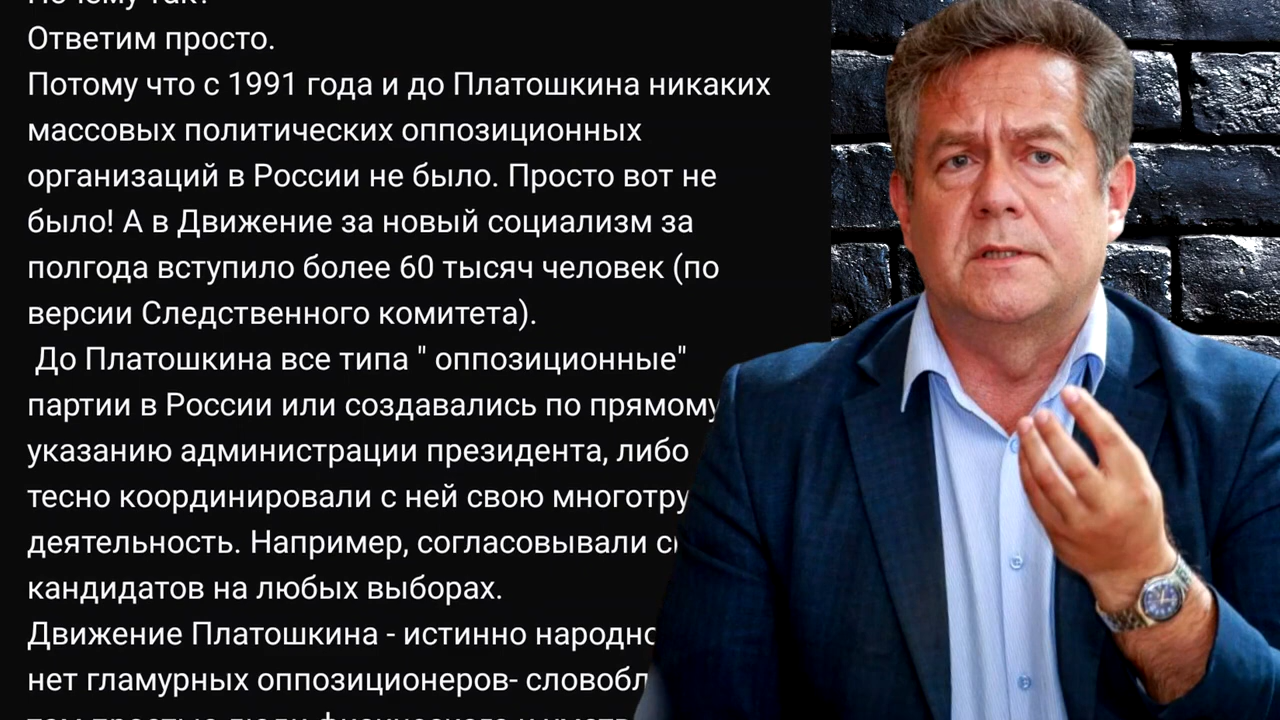 Ответим просто.
Потому что с 1991 года и до Платошкина никаких
массовых политических оппозиционных
организаций в России не было. Просто вот не
было! А в Движение за новый социализм за
полгода вступило более 60 тысяч человек (по
версии Следственного комитета).
До Платошкина все типа " оппозиционные"
партии в России или создавались по прямому
указанию администрации президента, либо
тесно координировали с ней свою
деятельность. Например, согласовывали
кандидатов на любых выборах.
Движение Платошкина - истинно
нет гламурных оппозиционеров-